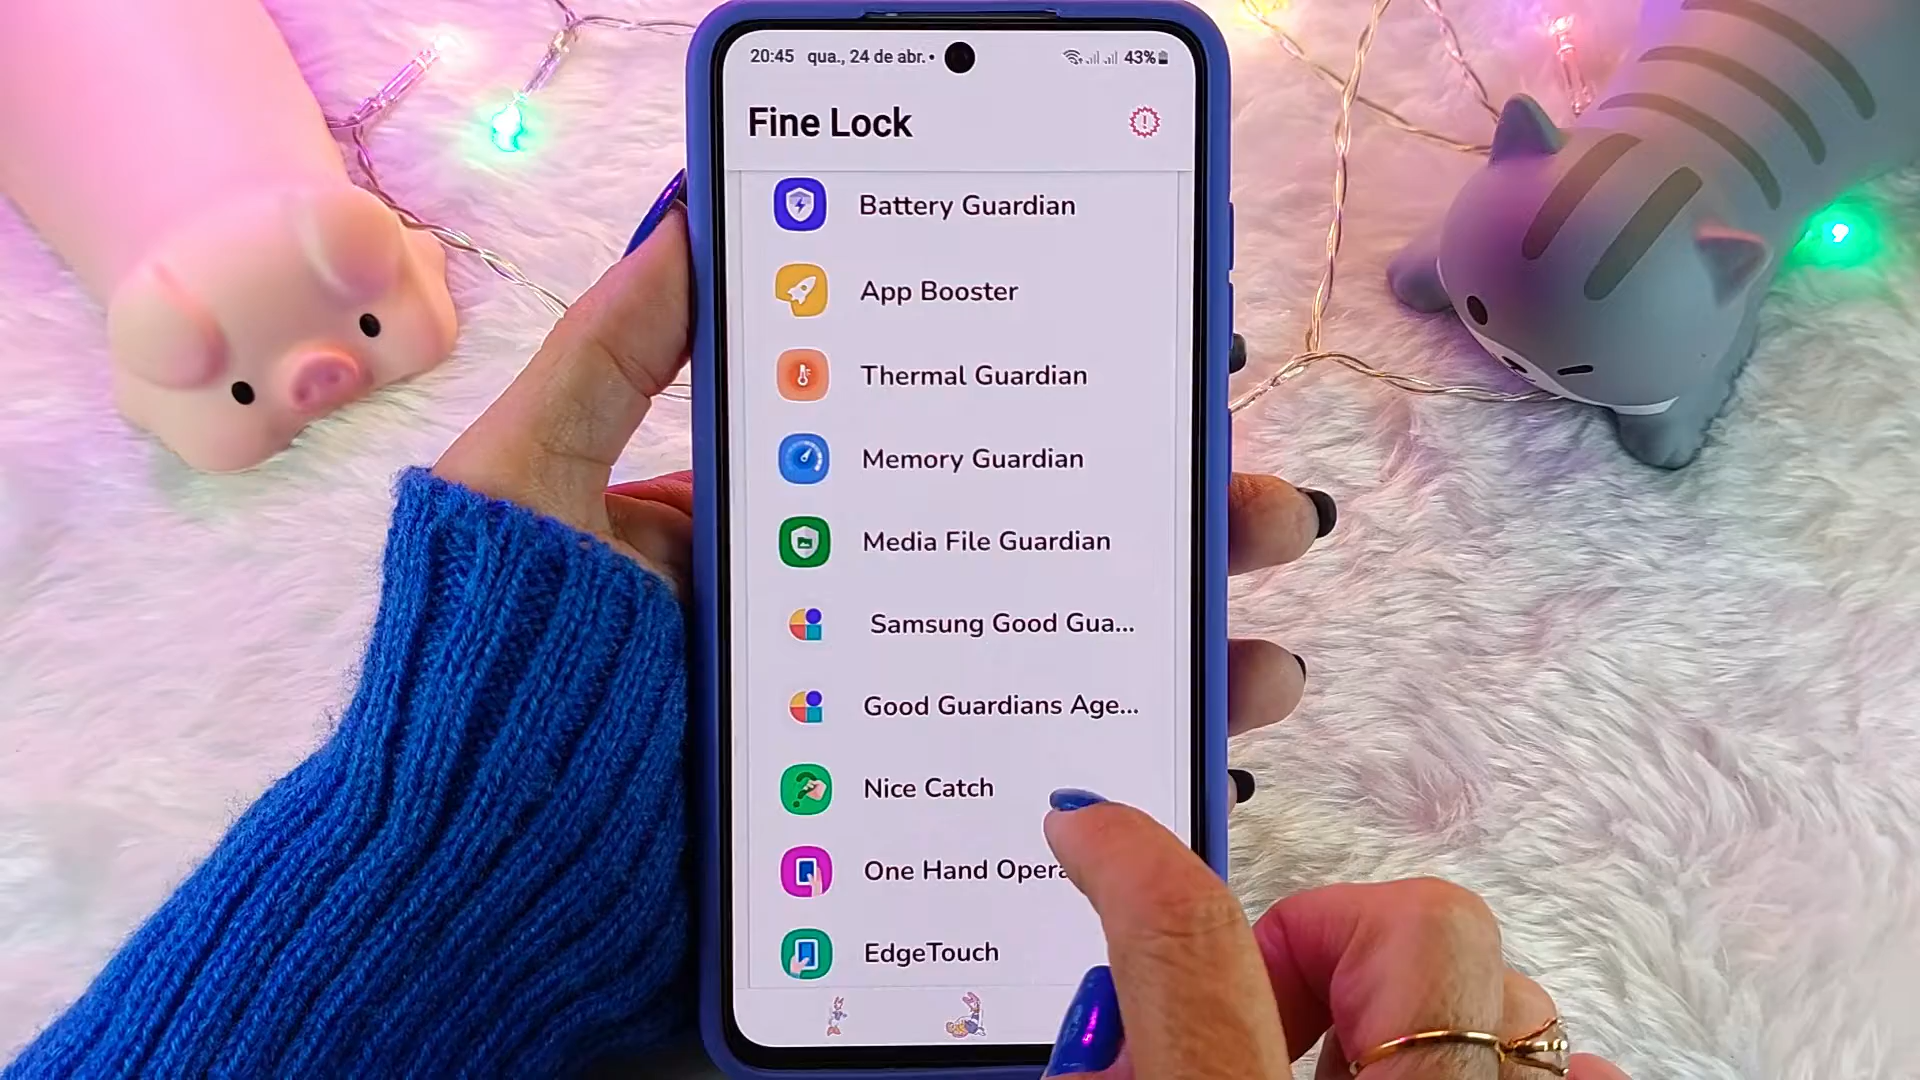 20:45 qua., 24 de abr. • 43%
Fine Lock
Battery Guardian
App Booster
Thermal Guardian
Memory Guardian
Media File Guardian
Samsung Good Gua...
Good Guardians Age...
Nice Catch
One Hand Opera
EdgeTouch